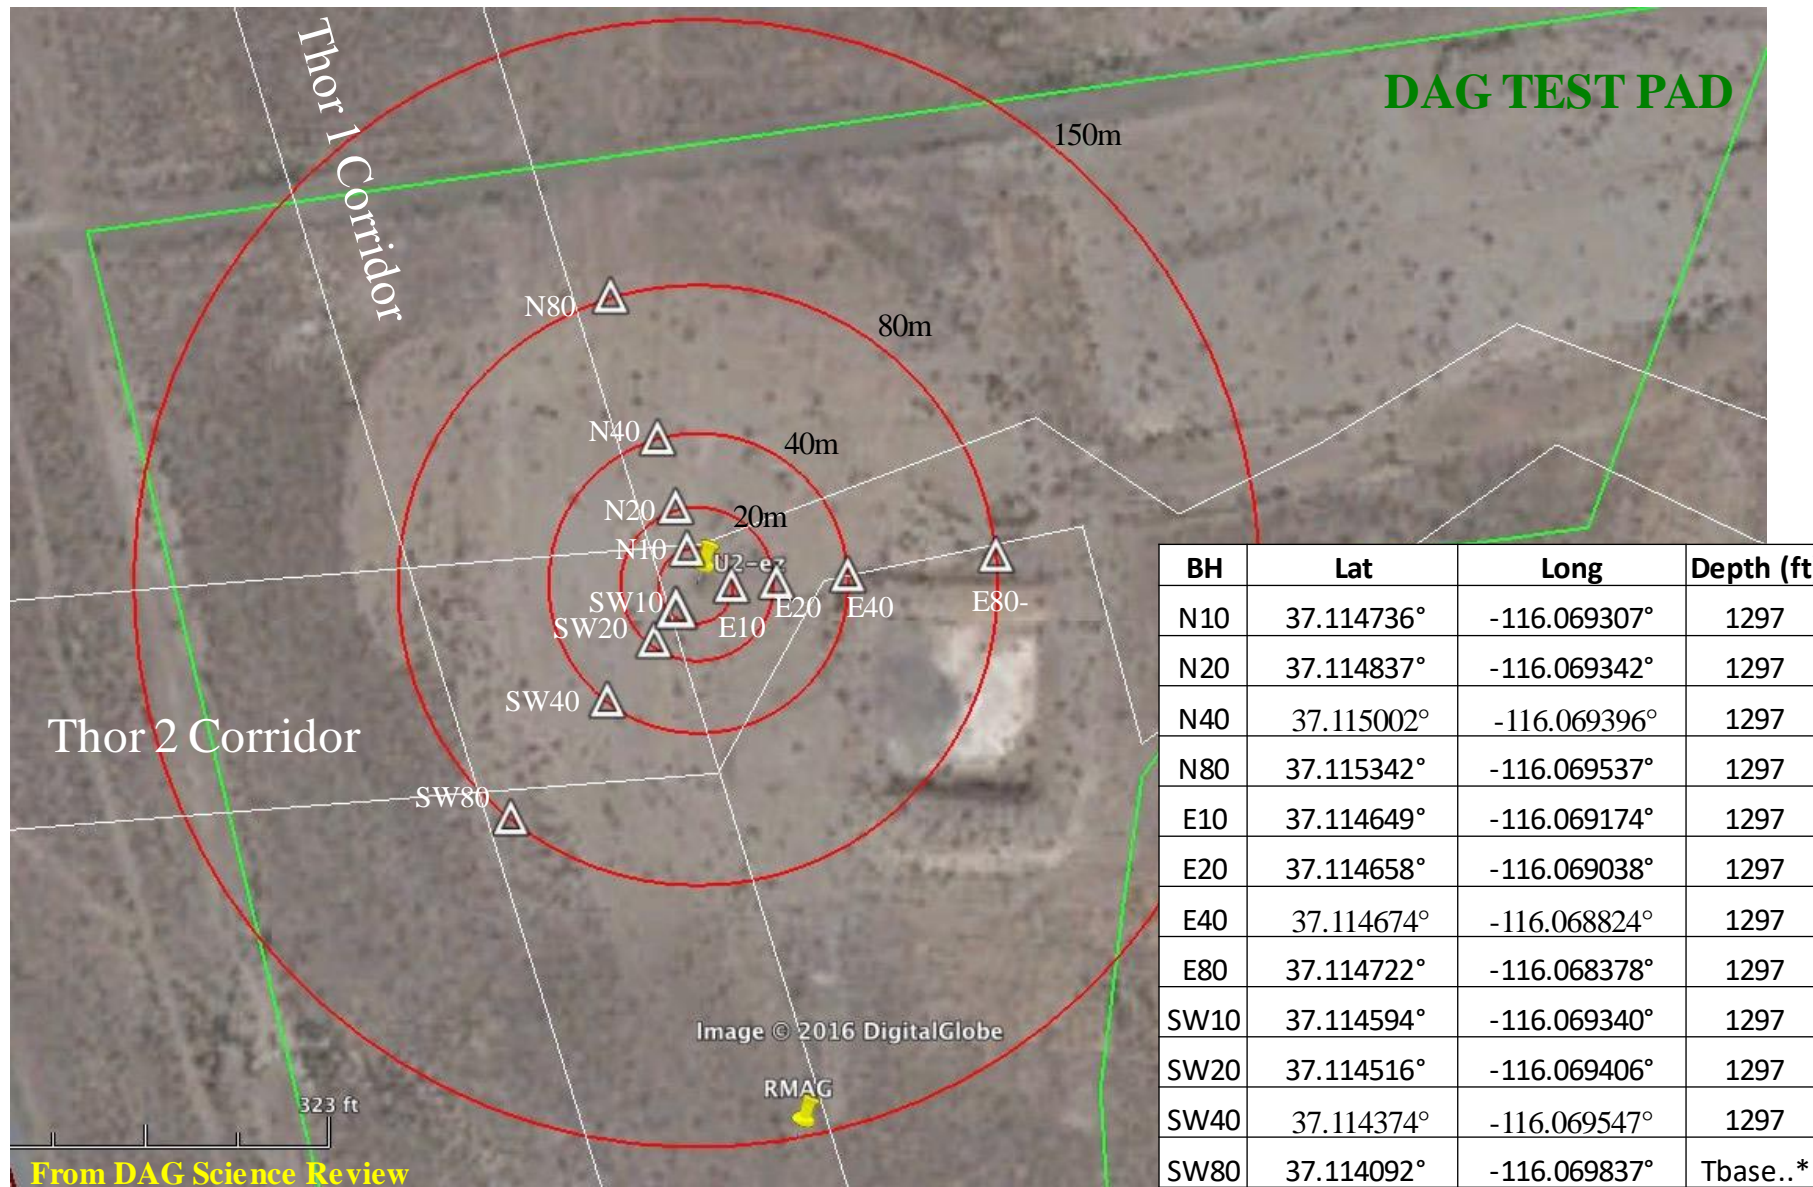 Thor 1 Corridor
DAG TEST PAD
150m
N80
80m
N40
40m
N20
20m
N10
U2-ez
SW10
E20
E40
E80-
SW20
E10
SW40
Thor 2 Corridor
SW80
Image © 2016 DigitalGlobe
RMAG
323 ft
From DAG Science Review
BH Lat Long Depth (ft
N10 37.114736° -116.069307° 1297
N20 37.114837° -116.069342° 1297
N40 37.115002° -116.069396° 1297
N80 37.115342° -116.069537° 1297
E10 37.114649° -116.069174° 1297
E20 37.114658° -116.069038° 1297
E40 37.114674° -116.068824° 1297
E80 37.114722° -116.068378° 1297
SW10 37.114594° -116.069340° 1297
SW20 37.114516° -116.069406° 1297
SW40 37.114374° -116.069547° 1297
SW80 37.114092° -116.069837° Tbase..*